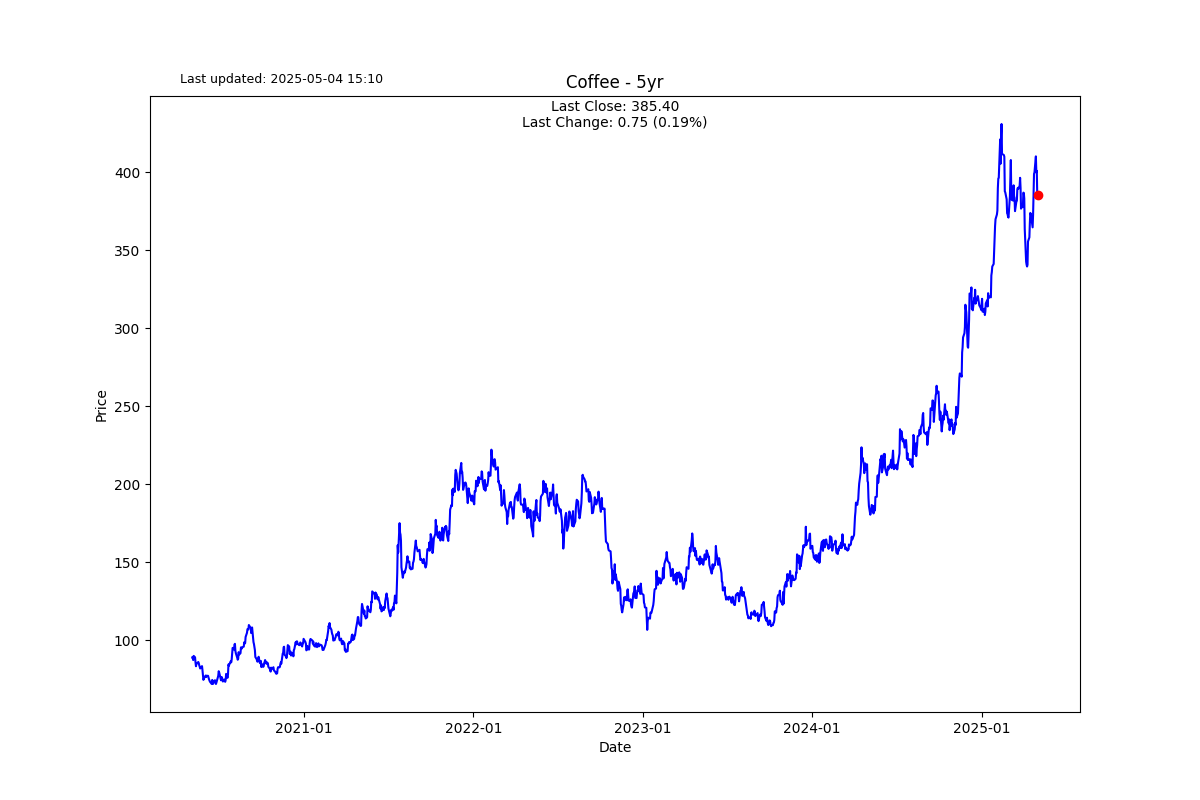 Last updated: 2025-05-04 15:10
Coffee - 5yr
Last Close: 385.40
Last Change: 0.75 (0.19%)
400
350
300
250
200
150
100
Price
2021-01
2022-01
2023-01
2024-01
2025-01
Date